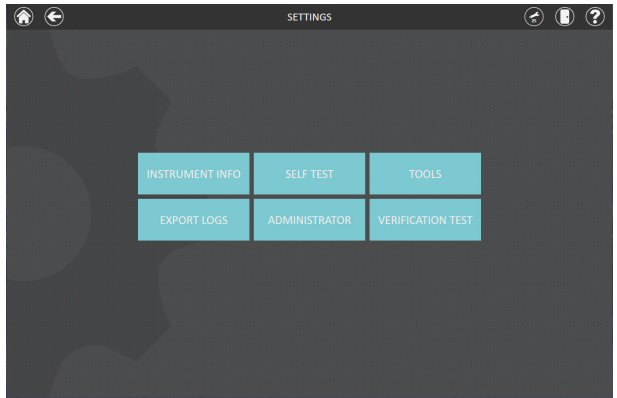 SETTINGS
?
INSTRUMENT INFO
SELF TEST
TOOLS
EXPORT LOGS
ADMINISTRATOR
VERIFICATION TEST